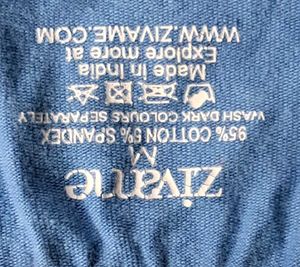 zivame
M
95% COTTON 5% SPANDEX
WASH DARK COLOURS SEPARATELY
Made in India
Explore more at
WWW.ZIVAME.COM